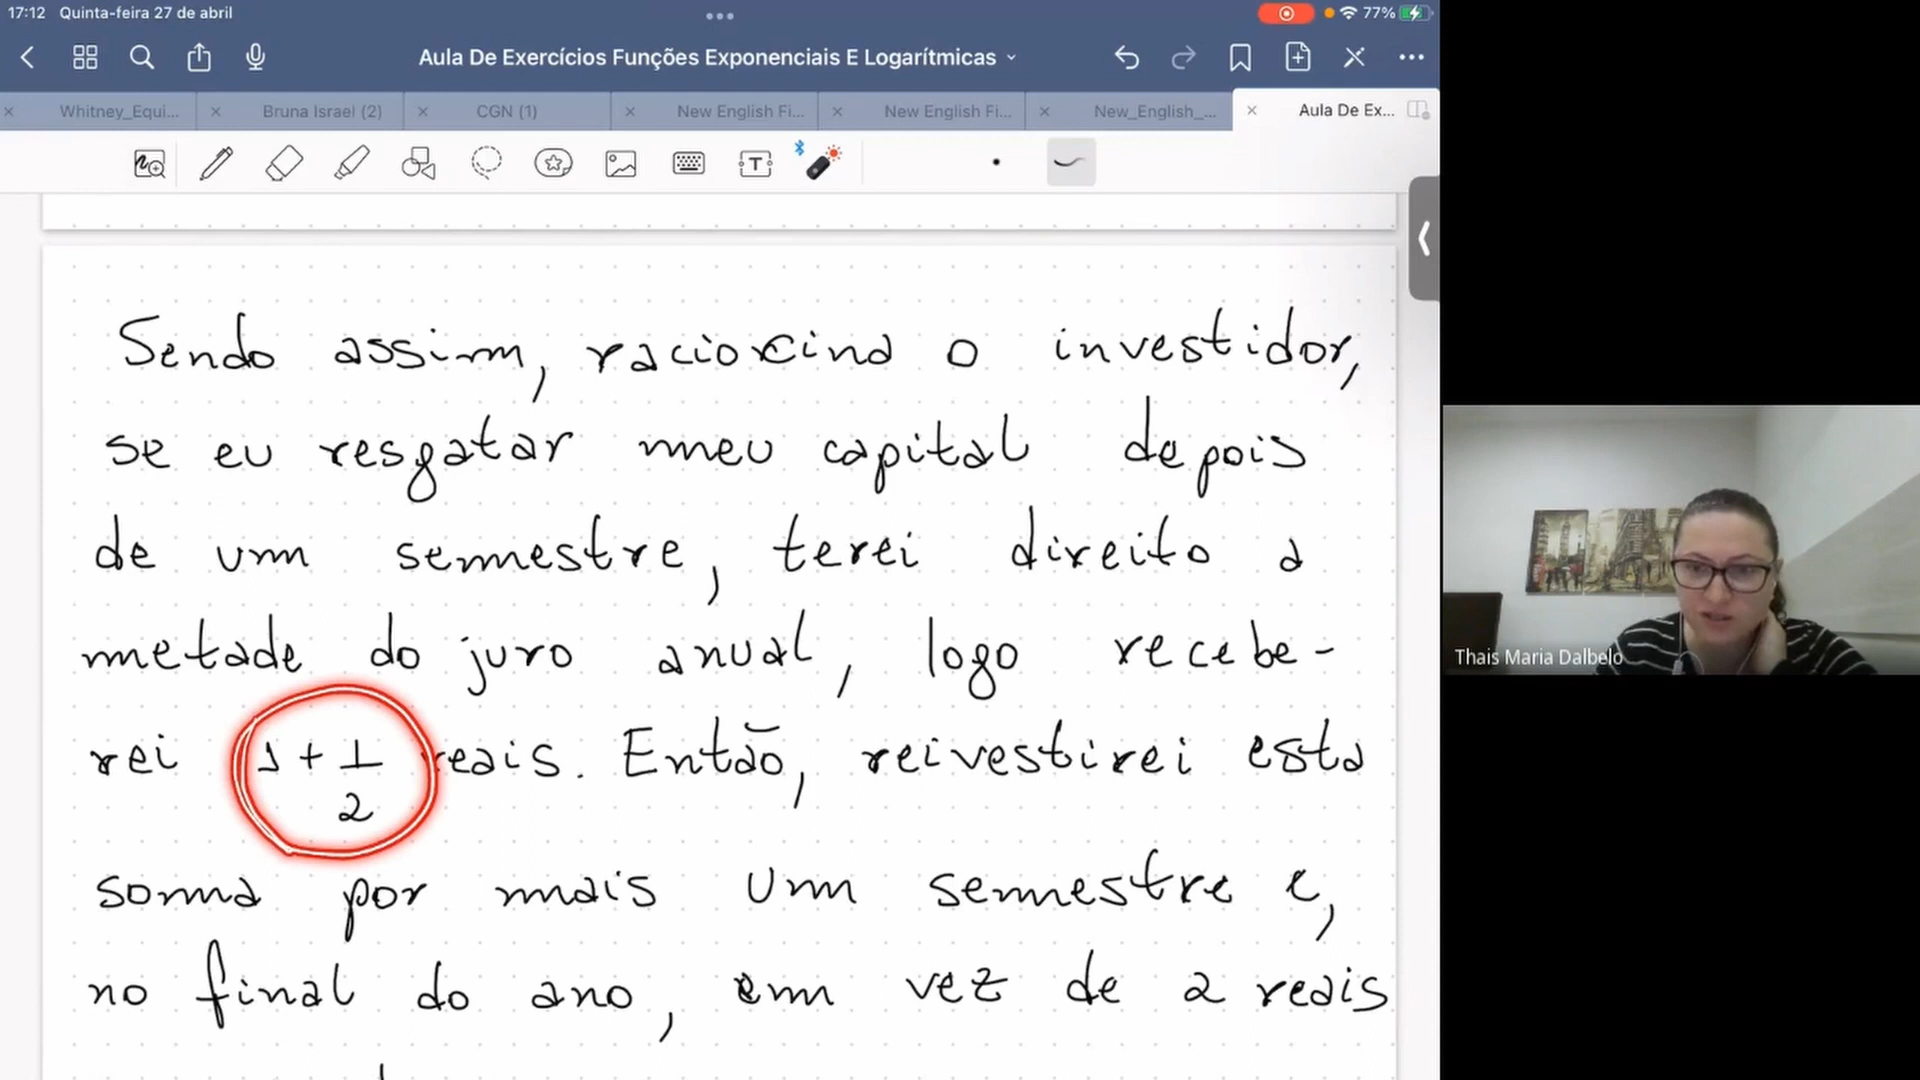 17:12 Quinta-feira 27 de abril
77%
Aula De Exercícios Funções Exponenciais E Logarítmicas
Whitney_Equi...
Bruna Israel (2)
CGN (1)
New English Fi...
New English Fi...
New_English_...
Aula De Ex...
Sendo assim, raciocina o investidor,
se eu resgatar meu capital depois
de um semestre, terei direito a
metade do juro anual, logo recebe-
rei 1 + 1/2 reais. Então, reivestirei esta
soma por mais um semestre e,
no final do ano, em vez de 2 reais
Thais Maria Dalbelo